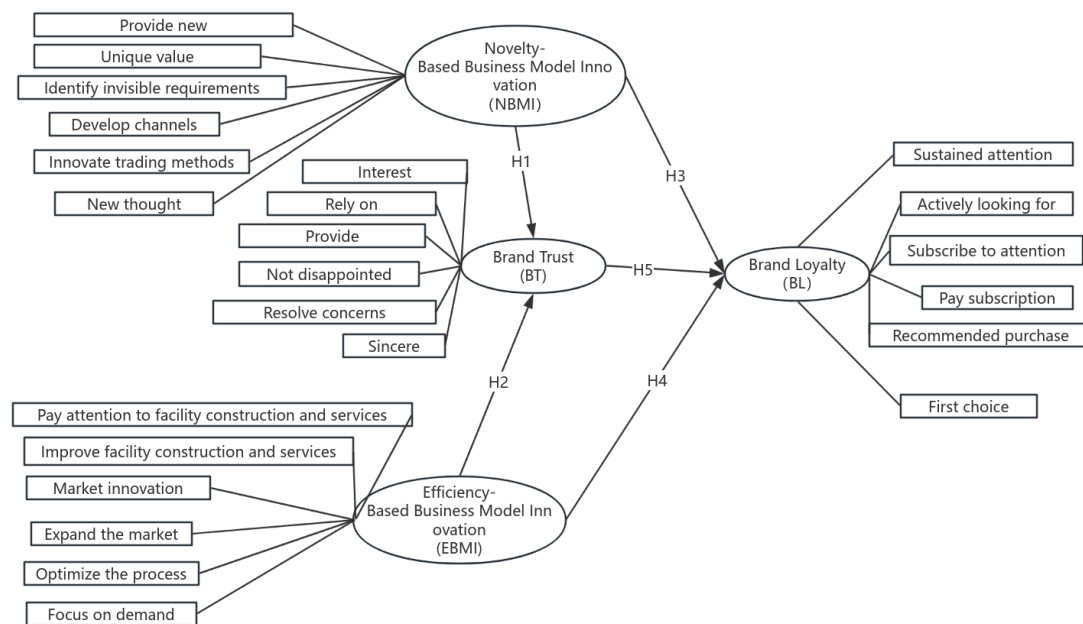 Provide new
Unique value
Identify invisible requirements
Develop channels
Innovate trading methods
New thought
Novelty-
Based Business Model Inno
vation
(NBMI)
H1
H3
Interest
Rely on
Provide
Not disappointed
Resolve concerns
Sincere
Brand Trust
(BT)
H5
Brand Loyalty
(BL)
Sustained attention
Actively looking for
Subscribe to attention
Pay subscription
Recommended purchase
First choice
H2
H4
Pay attention to facility construction and services
Improve facility construction and services
Market innovation
Expand the market
Optimize the process
Focus on demand
Efficiency-
Based Business Model Inn
ovation
(EBMI)